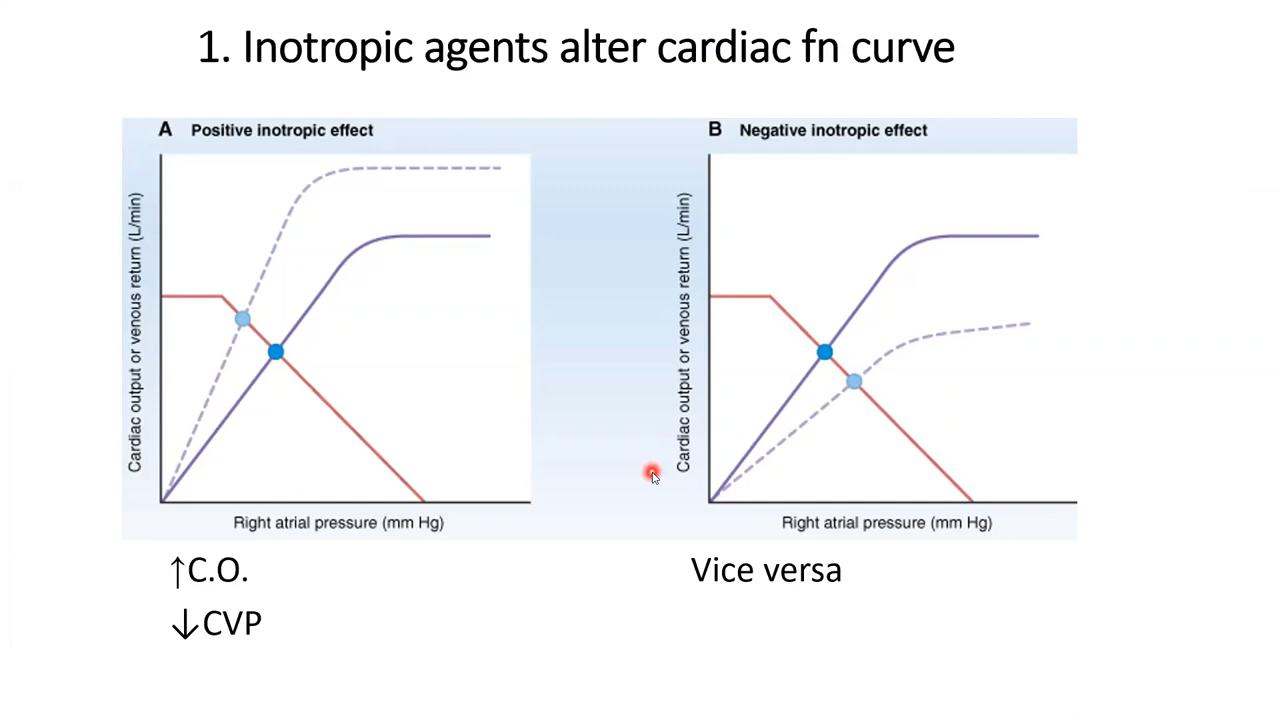 1. Inotropic agents alter cardiac fn curve
A Positive inotropic effect
Cardiac output or venous return (L/min)
Right atrial pressure (mm Hg)
B Negative inotropic effect
Cardiac output or venous return (L/min)
Right atrial pressure (mm Hg)
↑C.O.
↓CVP
Vice versa